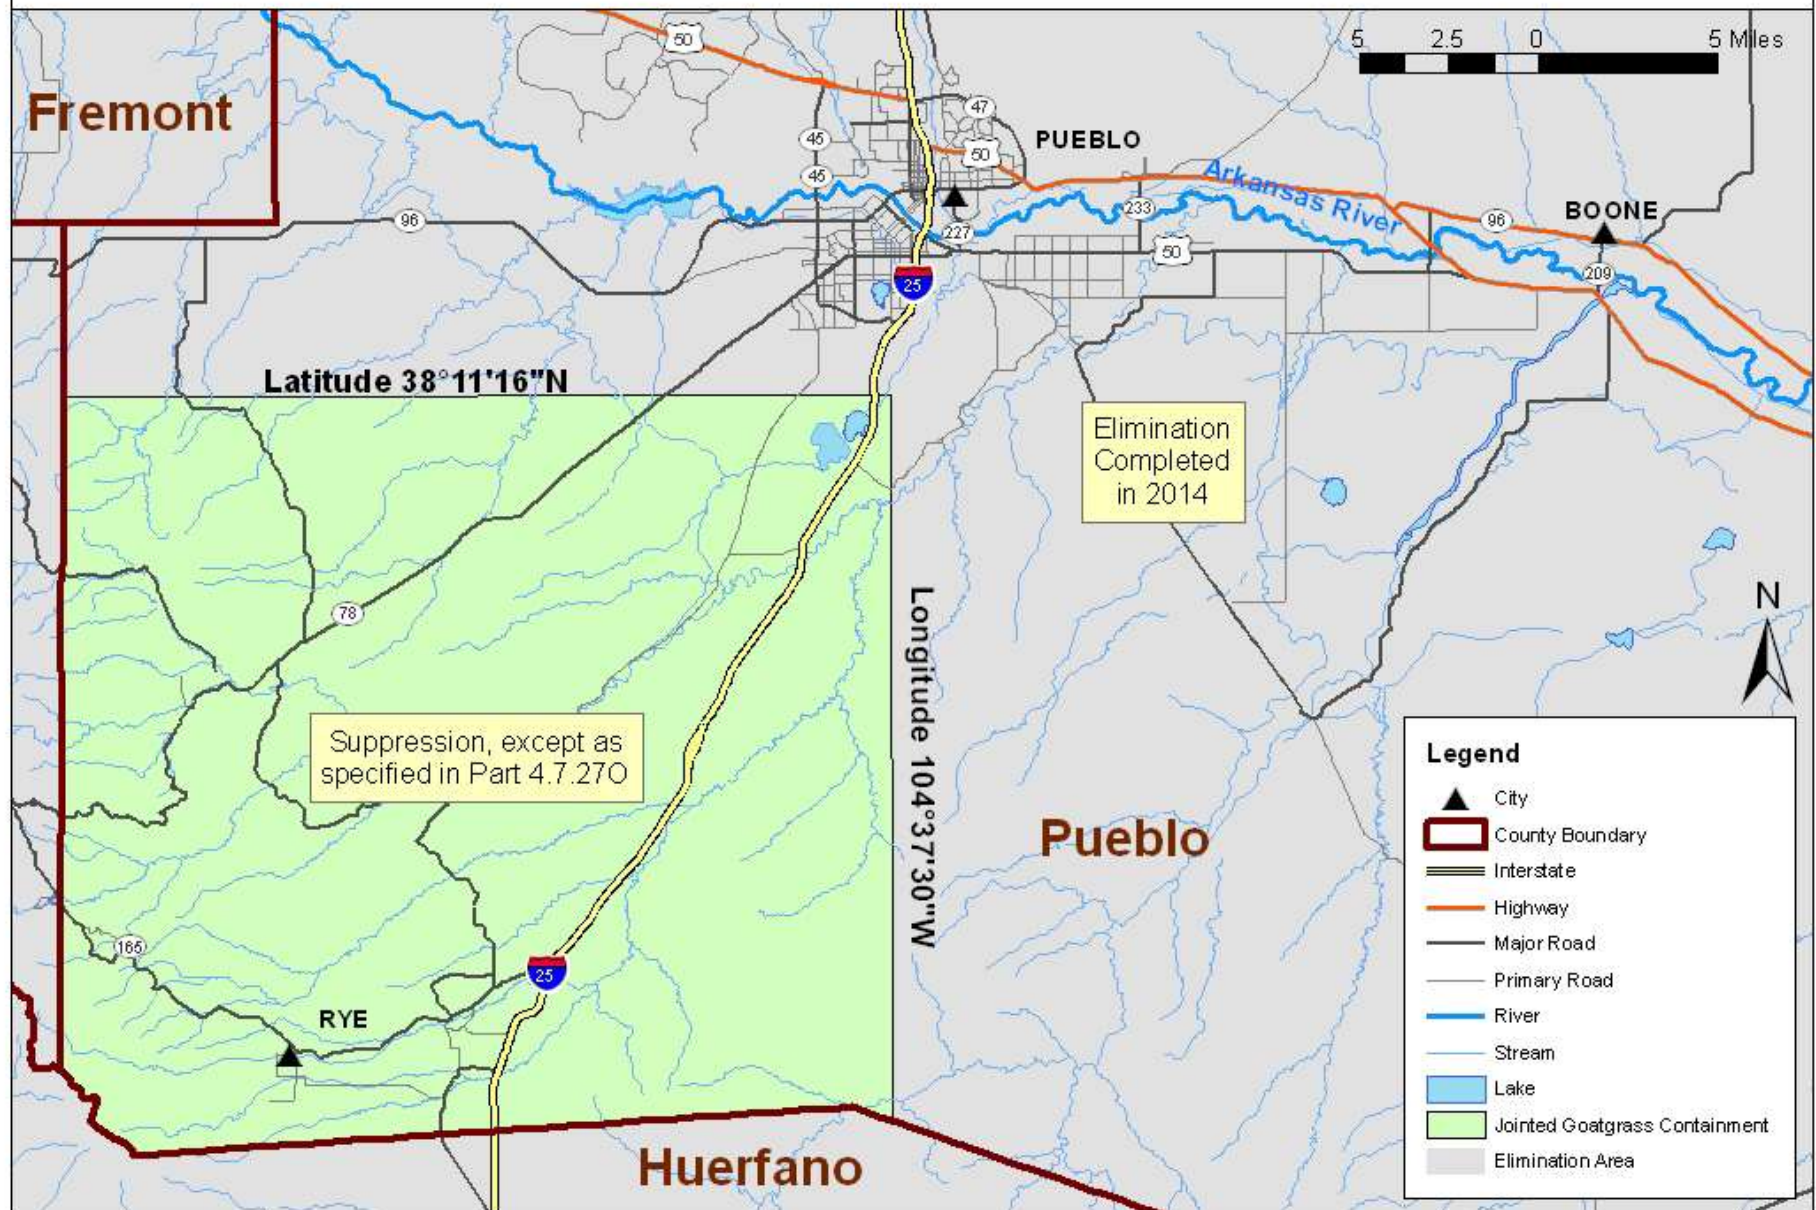 5 2.5 0 5 Miles
50
Fremont
47
45
PUEBLO
50
45
Arkansas River
96
233
96
BOONE
227
50
209
25
Latitude 38°11'16"N
Elimination
Completed
in 2014
Longitude 104°37'30"W
78
N
Suppression, except as
specified in Part 4.7.27O
Pueblo
165
25
RYE
Huerfano
Legend
City
County Boundary
Interstate
Highway
Major Road
Primary Road
River
Stream
Lake
Jointed Goatgrass Containment
Elimination Area